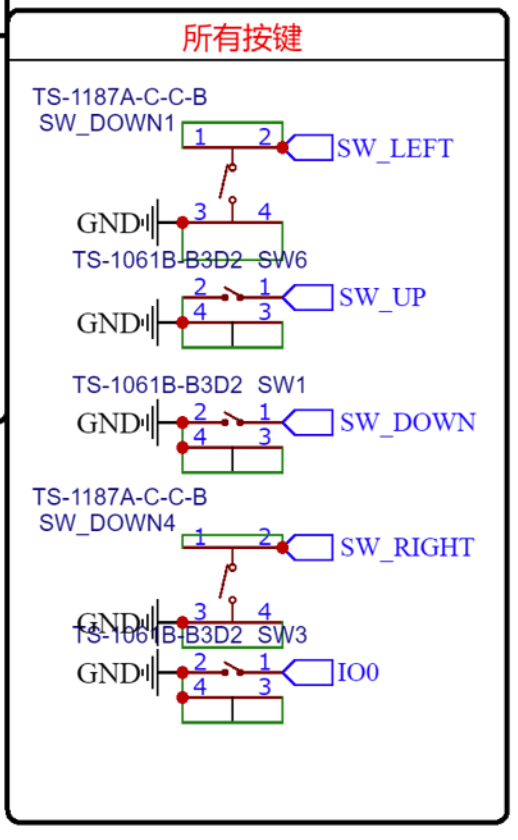 所有按键
TS-1187A-C-C-B
SW_DOWN1
1 2 SW_LEFT
GND 3 4
TS-1061B-B3D2 SW6
2 1 SW_UP
GND 4 3
TS-1061B-B3D2 SW1
GND 2 1 SW_DOWN
4 3
TS-1187A-C-C-B
SW_DOWN4
1 2 SW_RIGHT
GND 3 4
TS-1061B-B3D2 SW3
GND 2 1 IO0
4 3